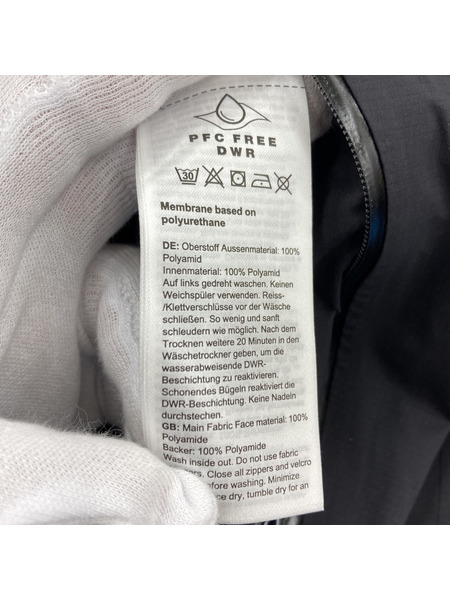 PFC FREE
DWR
30
Membrane based on
polyurethane
DE: Oberstoff Aussenmaterial: 100%
Polyamid
Innenmaterial: 100% Polyamid
Auf links gedreht waschen. Keinen
Weichspüler verwenden. Reiss-
/Klettverschlüsse vor der Wäsche
schließen. So wenig und sanft
schleudern wie möglich. Nach dem
Trocknen weitere 20 Minuten in den
Wäschetrockner geben, um die
wasserabweisende DWR-
Beschichtung zu reaktivieren.
Schonendes Bügeln reaktiviert die
DWR-Beschichtung. Keine Nadeln
durchstechen.
GB: Main Fabric Face material: 100%
Polyamide
Backer: 100% Polyamide
Wash inside out. Do not use fabric
Close all zippers and velcro
before washing. Minimize
dry, tumble dry for an